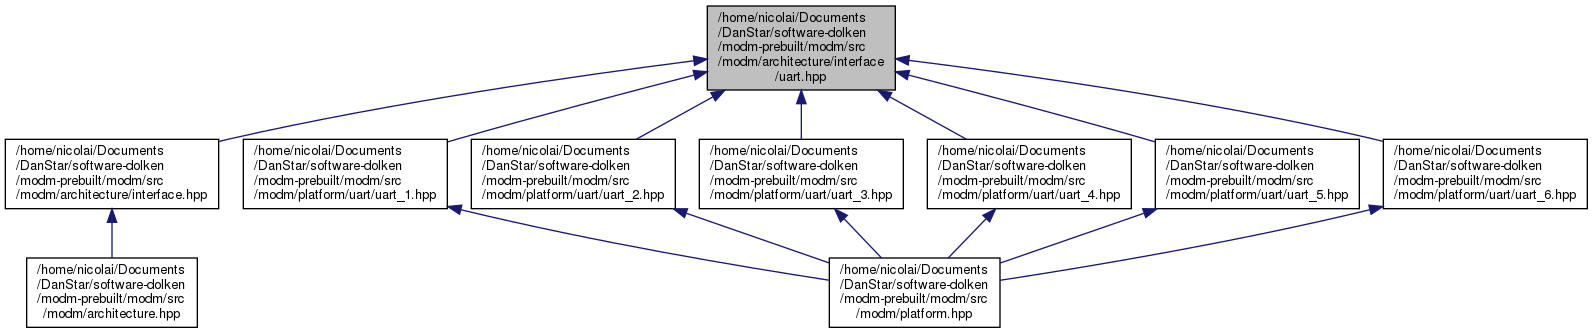 /home/nicolai/Documents
/DanStar/software-dolken
/modm-prebuilt/modm/src
/modm/architecture/interface
/uart.hpp
/home/nicolai/Documents
/DanStar/software-dolken
/modm-prebuilt/modm/src
/modm/architecture/interface.hpp
/home/nicolai/Documents
/DanStar/software-dolken
/modm-prebuilt/modm/src
/modm/platform/uart/uart_1.hpp
/home/nicolai/Documents
/DanStar/software-dolken
/modm-prebuilt/modm/src
/modm/platform/uart/uart_2.hpp
/home/nicolai/Documents
/DanStar/software-dolken
/modm-prebuilt/modm/src
/modm/platform/uart/uart_3.hpp
/home/nicolai/Documents
/DanStar/software-dolken
/modm-prebuilt/modm/src
/modm/platform/uart/uart_4.hpp
/home/nicolai/Documents
/DanStar/software-dolken
/modm-prebuilt/modm/src
/modm/platform/uart/uart_5.hpp
/home/nicolai/Documents
/DanStar/software-dolken
/modm-prebuilt/modm/src
/modm/platform/uart/uart_6.hpp
/home/nicolai/Documents
/DanStar/software-dolken
/modm-prebuilt/modm/src
/modm/architecture.hpp
/home/nicolai/Documents
/DanStar/software-dolken
/modm-prebuilt/modm/src
/modm/platform.hpp